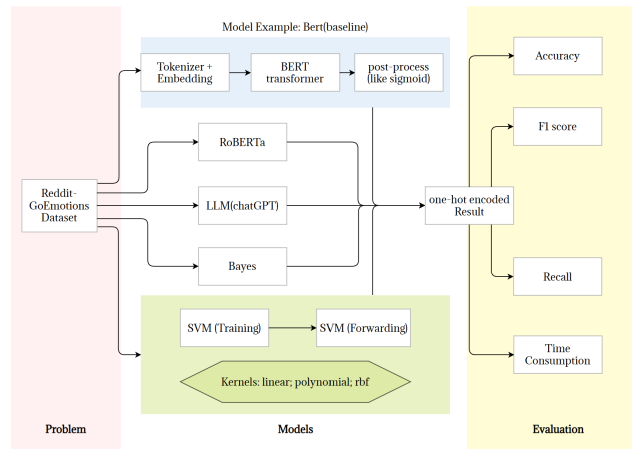 Model Example: Bert(baseline)
Tokenizer +
Embedding
BERT
transformer
post-process
(like sigmoid)
Accuracy
RoBERTa
F1 score
Reddit-
GoEmotions
Dataset
LLM(chatGPT)
one-hot encoded
Result
Bayes
Recall
SVM (Training)
SVM (Forwarding)
Time
Consumption
Kernels: linear; polynomial; rbf
Problem
Models
Evaluation